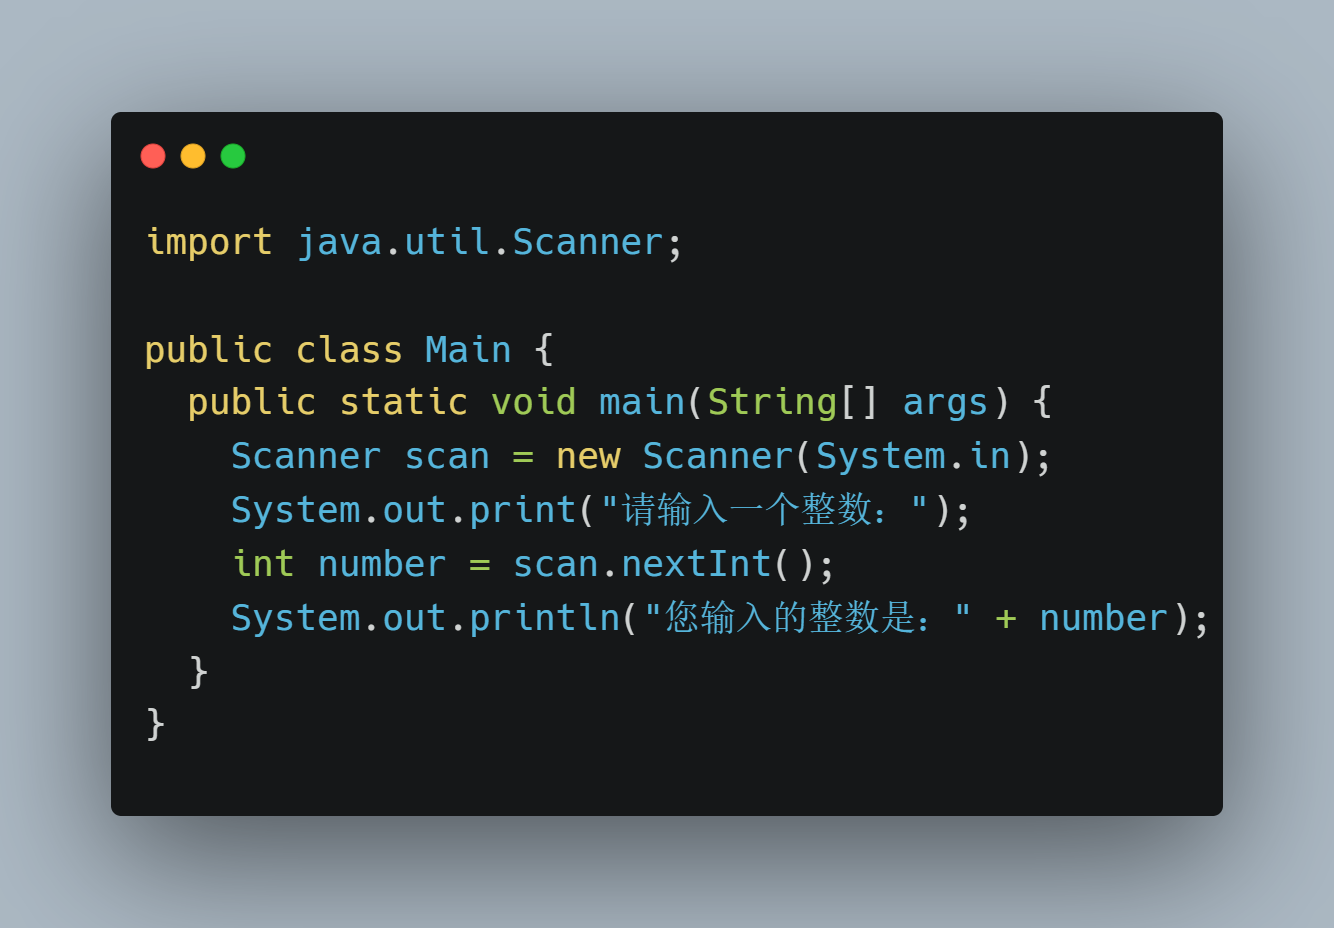 import java.util.Scanner;
public class Main {
  public static void main(String[] args) {
    Scanner scan = new Scanner(System.in);
    System.out.print("请输入一个整数：");
    int number = scan.nextInt();
    System.out.println("您输入的整数是：" + number);
  }
}